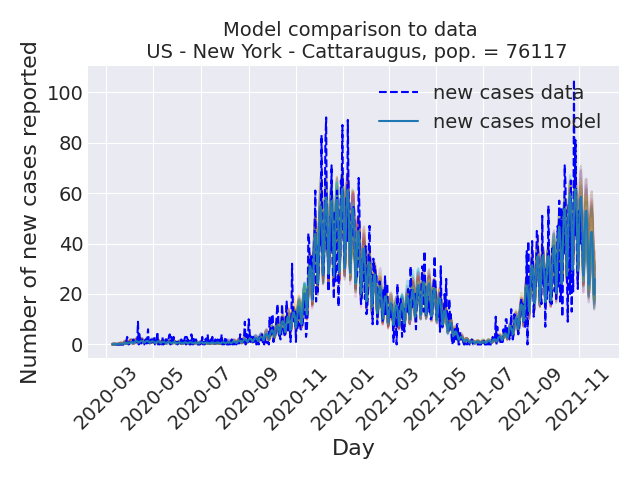 Model comparison to data
US - New York - Cattaraugus, pop. = 76117
Number of new cases reported
100
80
60
40
20
0
new cases data
new cases model
2020-03
2020-05
2020-07
2020-09
2020-11
2021-01
2021-03
2021-05
2021-07
2021-09
2021-11
Day